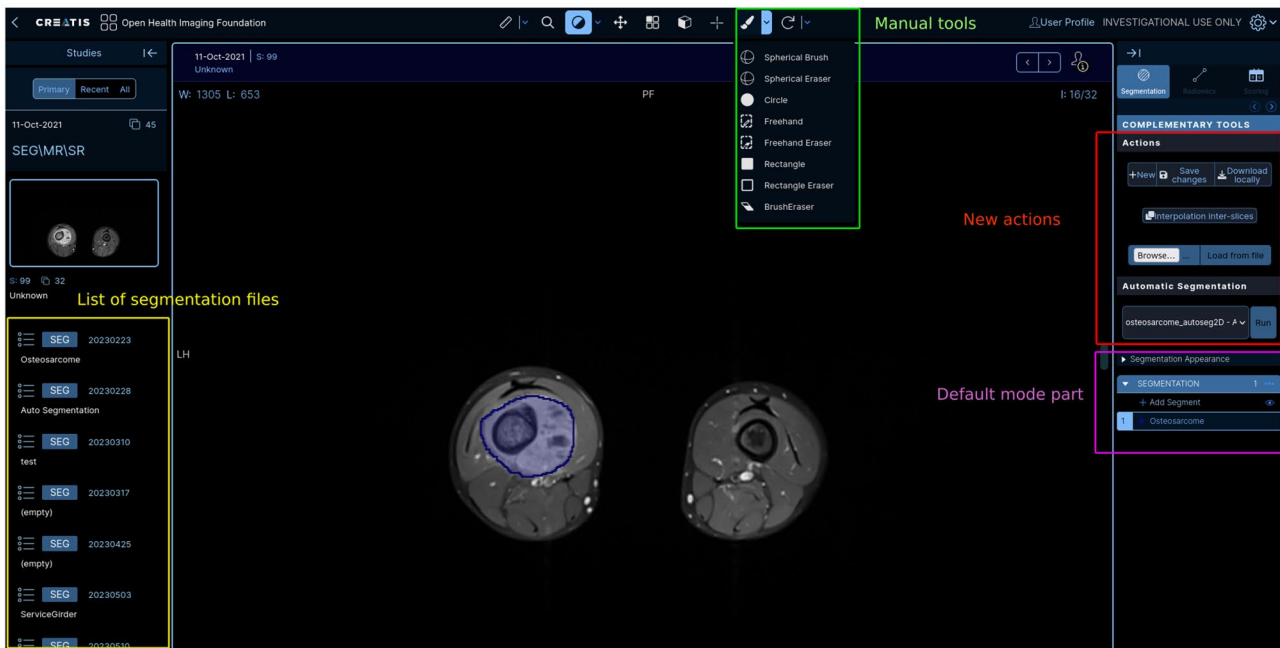 CREATIS Open Health Imaging Foundation
Manual tools
User Profile INVESTIGATIONAL USE ONLY
Studies
Primary Recent All
11-Oct-2021 45
SEG\MR\SR
S: 99 32
Unknown
List of segmentation files
SEG 20230223
Osteosarcome
SEG 20230228
Auto Segmentation
SEG 20230310
test
SEG 20230317
(empty)
SEG 20230425
(empty)
SEG 20230503
ServiceGirder
SEG 20230510
11-Oct-2021 S: 99
Unknown
W: 1305 L: 653
PF
I: 16/32
LH
Spherical Brush
Spherical Eraser
Circle
Freehand
Freehand Eraser
Rectangle
Rectangle Eraser
BrushEraser
New actions
Default mode part
Segmentation Radiomics Scoring
COMPLEMENTARY TOOLS
Actions
+New Save changes Download locally
Interpolation inter-slices
Browse... ... Load from file
Automatic Segmentation
osteosarcome_autoseg2D - A Run
Segmentation Appearance
SEGMENTATION 1 ...
+ Add Segment
1 Osteosarcome